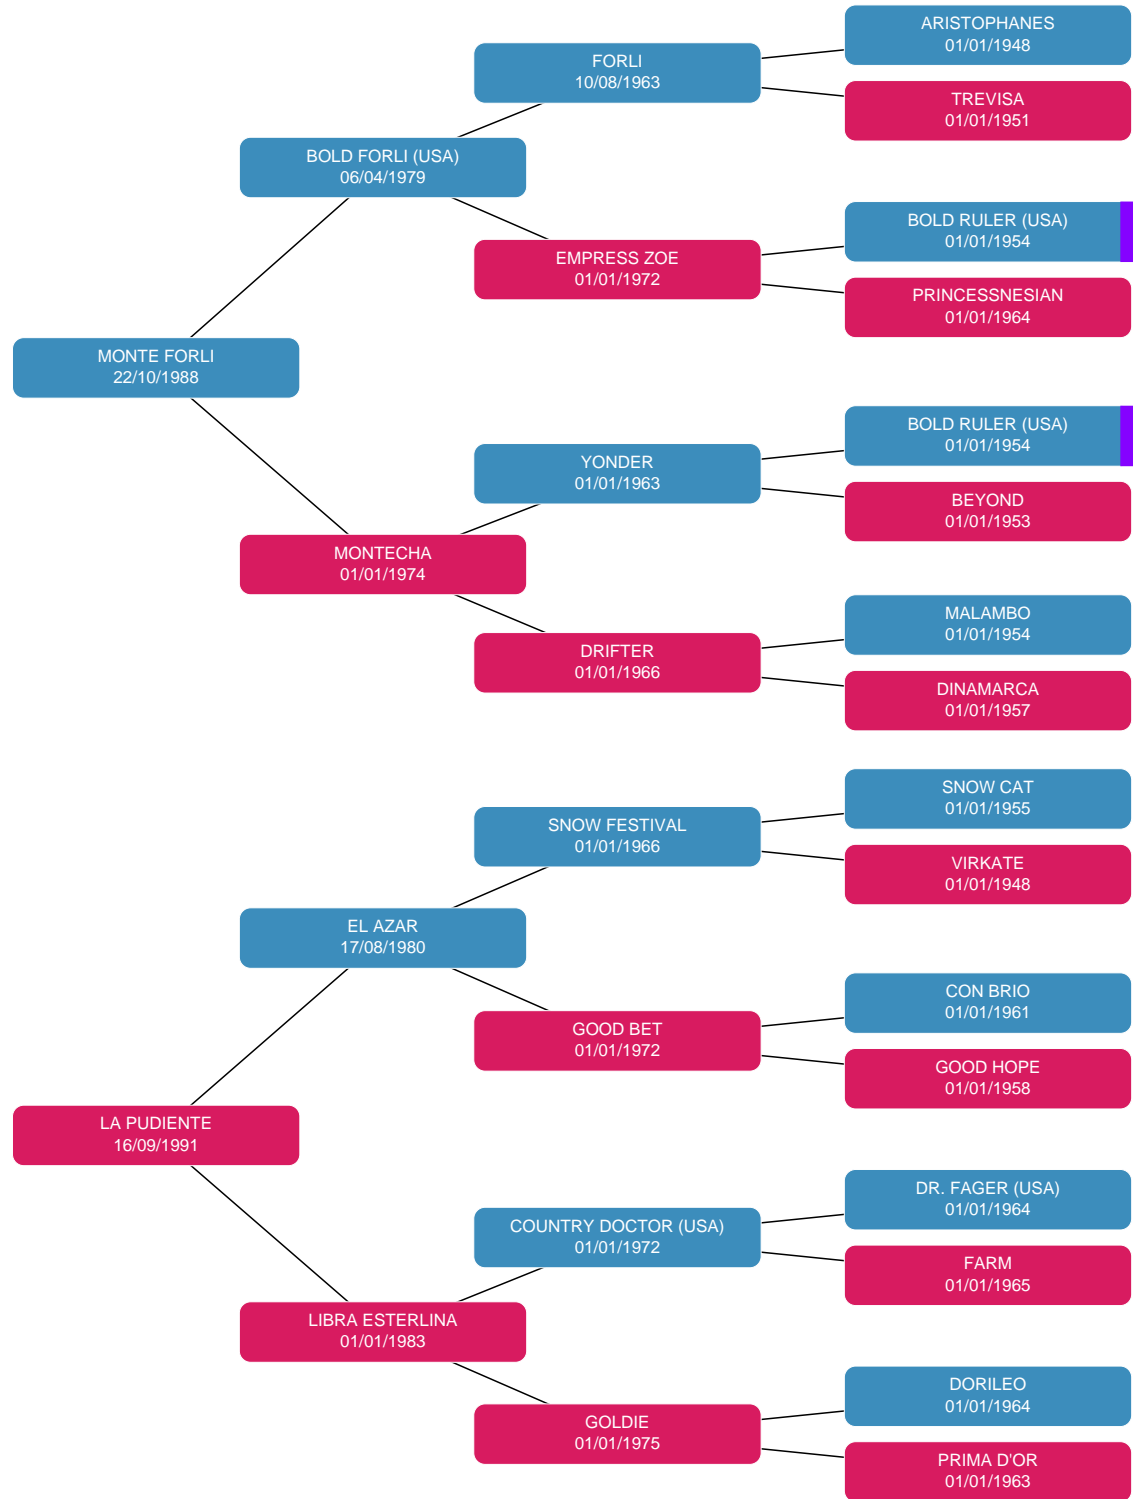 ARISTOPHANES
01/01/1948
FORLI
10/08/1963
TREVISA
01/01/1951
BOLD FORLI (USA)
06/04/1979
BOLD RULER (USA)
01/01/1954
EMPRESS ZOE
01/01/1972
PRINCESSNESIAN
01/01/1964
MONTE FORLI
22/10/1988
BOLD RULER (USA)
01/01/1954
YONDER
01/01/1963
BEYOND
01/01/1953
MONTECHA
01/01/1974
MALAMBO
01/01/1954
DRIFTER
01/01/1966
DINAMARCA
01/01/1957
SNOW CAT
01/01/1955
SNOW FESTIVAL
01/01/1966
VIRKATE
01/01/1948
EL AZAR
17/08/1980
CON BRIO
01/01/1961
GOOD BET
01/01/1972
GOOD HOPE
01/01/1958
LA PUDIENTE
16/09/1991
DR. FAGER (USA)
01/01/1964
COUNTRY DOCTOR (USA)
01/01/1972
FARM
01/01/1965
LIBRA ESTERLINA
01/01/1983
DORILEO
01/01/1964
GOLDIE
01/01/1975
PRIMA D'OR
01/01/1963